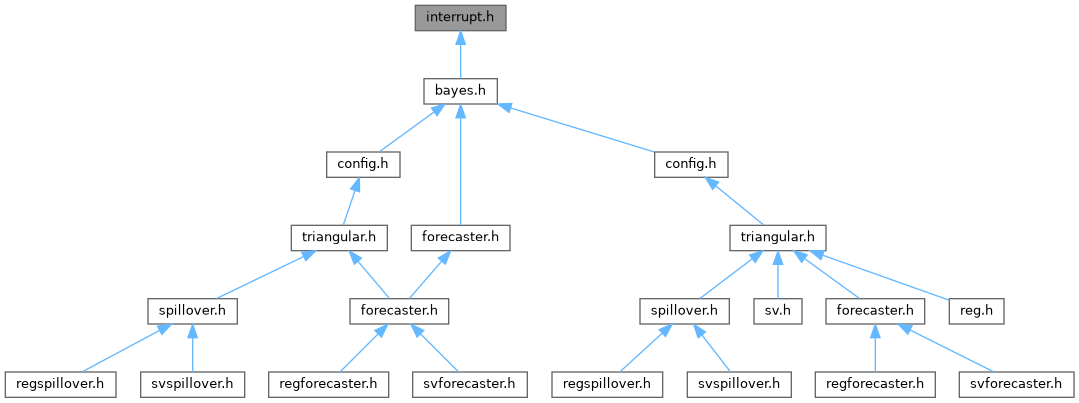 interrupt.h
bayes.h
config.h
config.h
triangular.h
forecaster.h
triangular.h
spillover.h
forecaster.h
spillover.h
sv.h
forecaster.h
reg.h
regspillover.h
svspillover.h
regforecaster.h
svforecaster.h
regspillover.h
svspillover.h
regforecaster.h
svforecaster.h